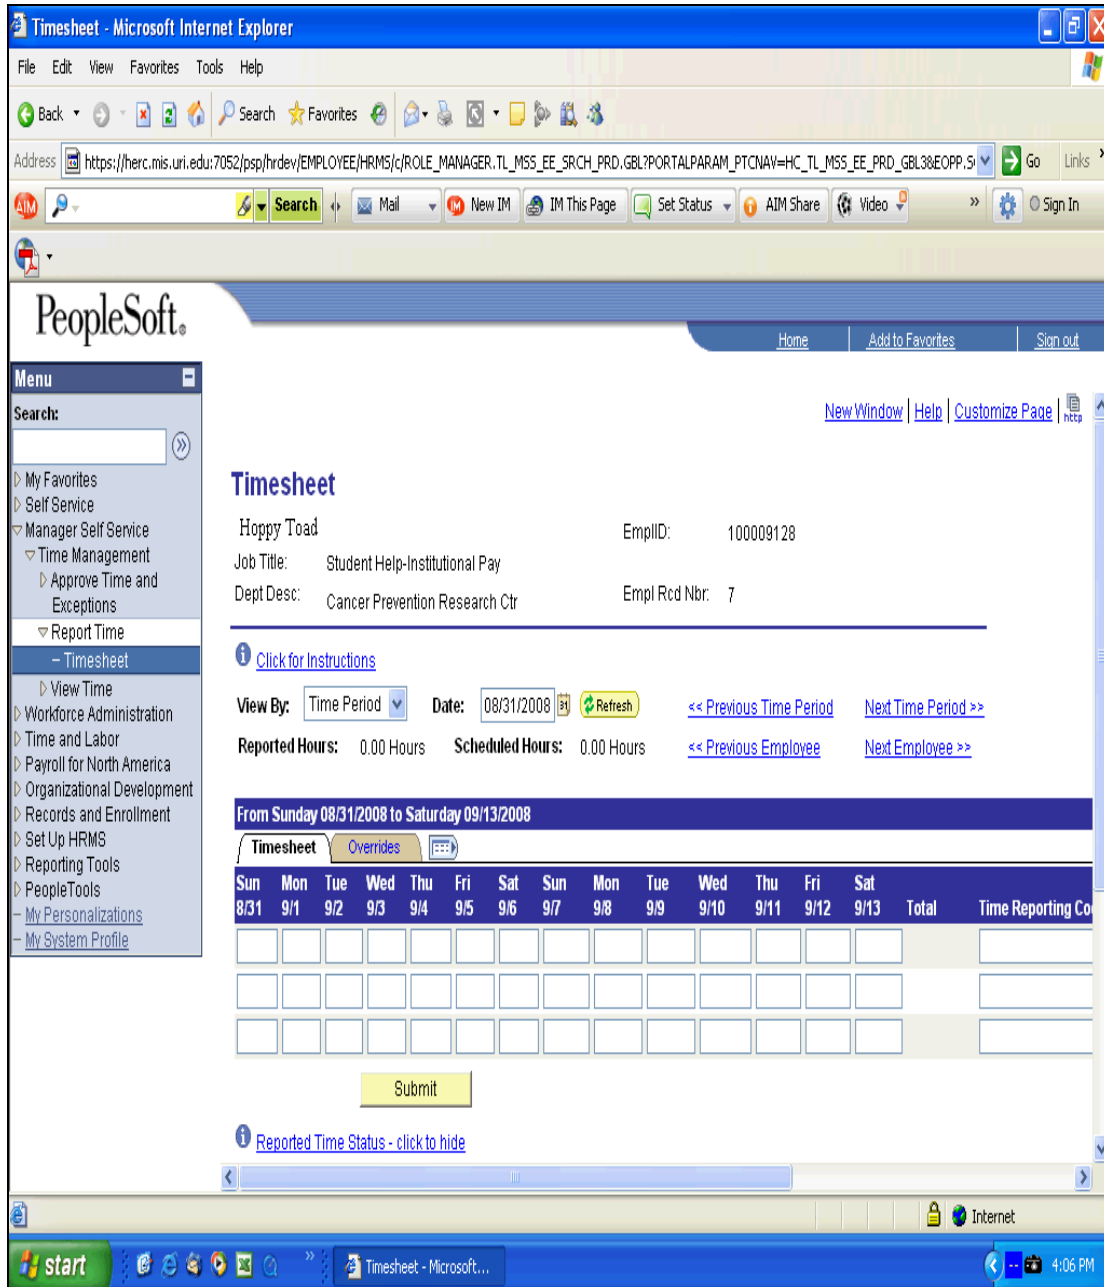 Timesheet - Microsoft Internet Explorer
File Edit View Favorites Tools Help
Back Search Favorites
Address https://herc.mis.uri.edu:7052/psp/hrdev/EMPLOYEE/HRMS/c/ROLE_MANAGER.TL_MSS_EE_SRCH_PRD.GBL?PORTALPARAM_PTCNAV=HC_TL_MSS_EE_PRD_GBL3&EOPP.S Go Links
AIM Search Mail New IM IM This Page Set Status AIM Share Video » Sign In
PeopleSoft.
Home Add to Favorites Sign out
Menu
Search:
My Favorites
Self Service
Manager Self Service
Time Management
Approve Time and
Exceptions
Report Time
– Timesheet
View Time
Workforce Administration
Time and Labor
Payroll for North America
Organizational Development
Records and Enrollment
Set Up HRMS
Reporting Tools
PeopleTools
– My Personalizations
– My System Profile
New Window | Help | Customize Page | http
Timesheet
Hoppy Toad EmplID: 100009128
Job Title: Student Help-Institutional Pay
Dept Desc: Cancer Prevention Research Ctr Empl Rcd Nbr: 7
Click for Instructions
View By: Time Period Date: 08/31/2008 31 Refresh << Previous Time Period Next Time Period >>
Reported Hours: 0.00 Hours Scheduled Hours: 0.00 Hours << Previous Employee Next Employee >>
From Sunday 08/31/2008 to Saturday 09/13/2008
Timesheet Overrides
Sun Mon Tue Wed Thu Fri Sat Sun Mon Tue Wed Thu Fri Sat
8/31 9/1 9/2 9/3 9/4 9/5 9/6 9/7 9/8 9/9 9/10 9/11 9/12 9/13 Total Time Reporting Co
Submit
Reported Time Status - click to hide
Internet
start » Timesheet - Microsoft... 4:06 PM